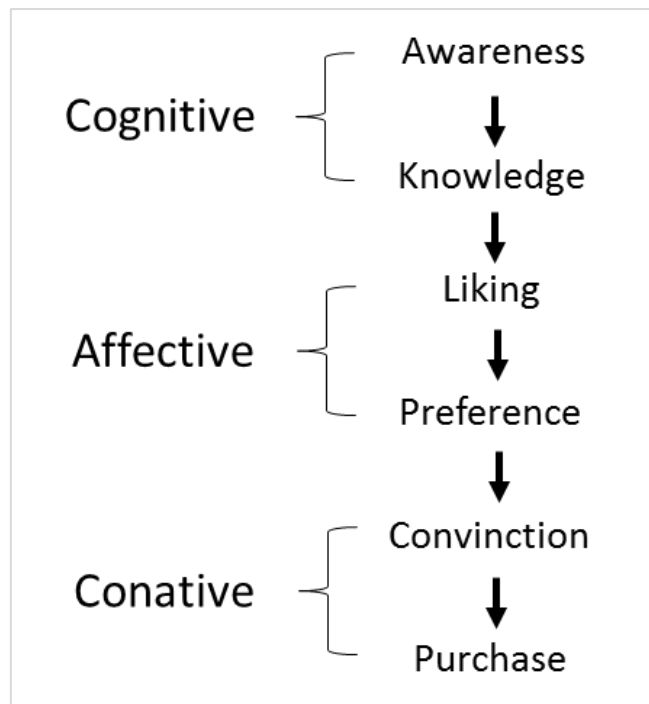 Awareness
Cognitive
Knowledge
Liking
Affective
Preference
Convinction
Conative
Purchase